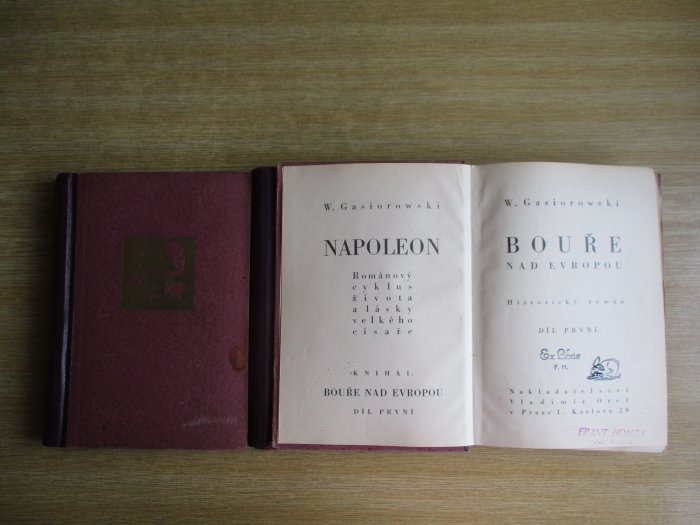 W. Gasiorowski
NAPOLEON
Románový
cyklus
života
a lásky
velkého
císaře
KNIHA I.
BOUŘE NAD EVROPOU
DÍL PRVNÍ
W. Gasiorowski
BOUŘE
NAD EVROPOU
Historický román
DÍL PRVNÍ
Ex Libris
F. H.
Nakladatelství
Vladimír Orel
v Praze I. Karlova 29
FRANT. HONZA